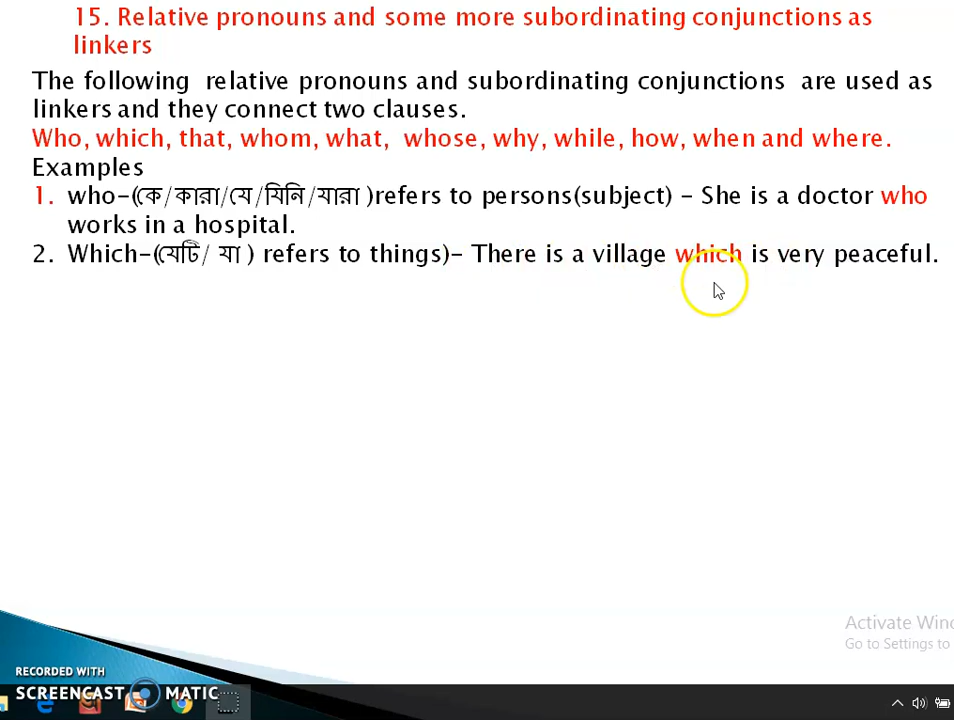 15. Relative pronouns and some more subordinating conjunctions as
linkers
The following relative pronouns and subordinating conjunctions are used as
linkers and they connect two clauses.
Who, which, that, whom, what, whose, why, while, how, when and where.
Examples
1. who-(কে/কারা/যে/যিনি/যারা )refers to persons(subject) – She is a doctor who
works in a hospital.
2. Which-(যেটি/ যা ) refers to things)- There is a village which is very peaceful.
Activate Win
Go to Settings to
RECORDED WITH
SCREENCAST MATIC